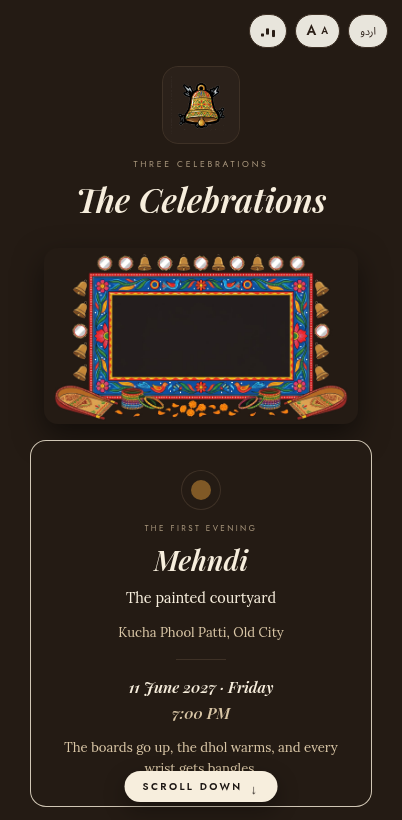 A A
اردو
THREE CELEBRATIONS
The Celebrations
THE FIRST EVENING
Mehndi
The painted courtyard
Kucha Phool Patti, Old City
11 June 2027 · Friday
7:00 PM
The boards go up, the dhol warms, and every
wrist gets bangles
SCROLL DOWN ↓